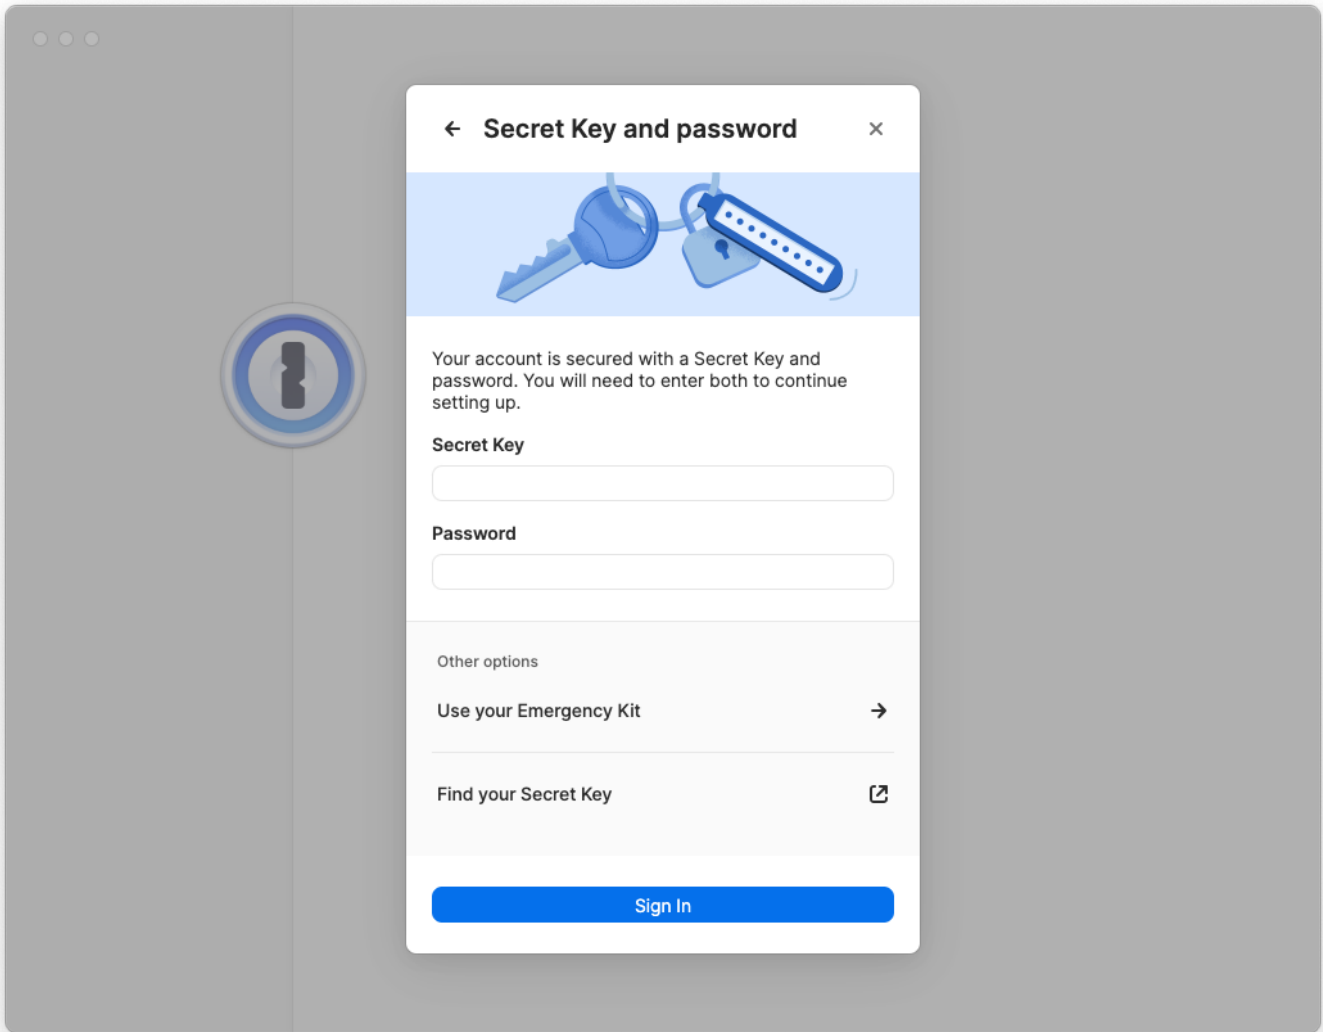 Secret Key and password
Your account is secured with a Secret Key and
password. You will need to enter both to continue
setting up.
Secret Key
Password
Other options
Use your Emergency Kit
Find your Secret Key
Sign In